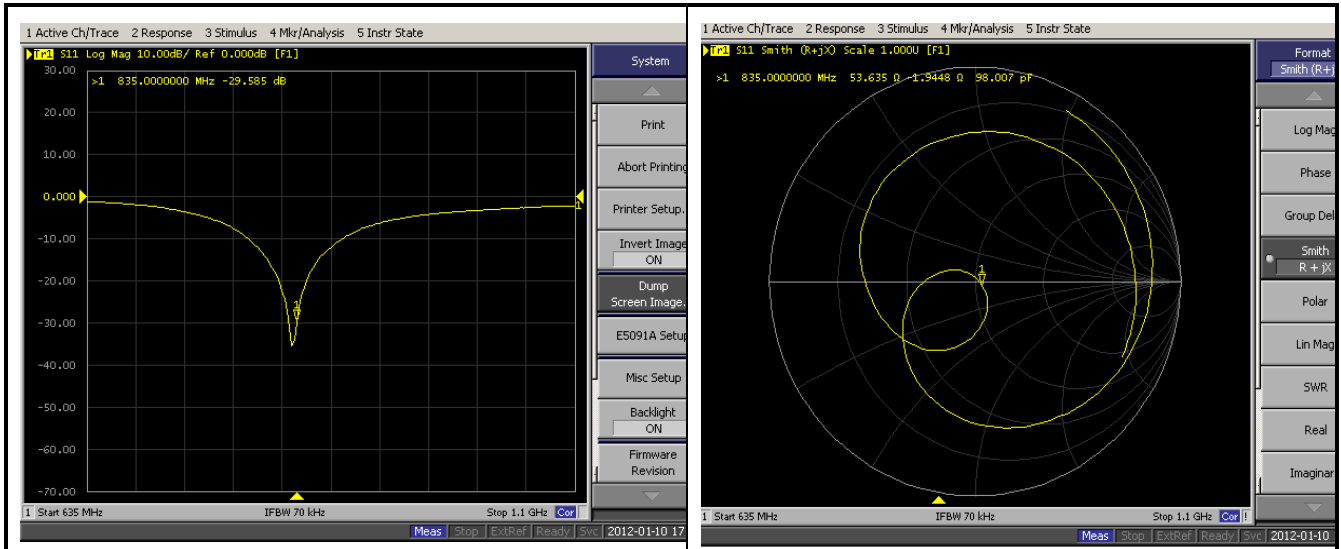 1 Active Ch/Trace 2 Response 3 Stimulus 4 Mkr/Analysis 5 Instr State
Tr1 S11 Log Mag 10.00dB/ Ref 0.000dB [F1]
>1 835.0000000 MHz -29.585 dB
30.00
20.00
10.00
0.000
-10.00
-20.00
-30.00
-40.00
-50.00
-60.00
-70.00
1
1
System
Print
Abort Printing
Printer Setup.
Invert Image
ON
Dump
Screen Image.
E5091A Setup
Misc Setup
Backlight
ON
Firmware
Revision
1 Start 635 MHz IFBW 70 kHz Stop 1.1 GHz Cor
Meas Stop ExtRef Ready Svc 2012-01-10 17
1 Active Ch/Trace 2 Response 3 Stimulus 4 Mkr/Analysis 5 Instr State
Tr1 S11 Smith (R+jX) Scale 1.000U [F1]
>1 835.0000000 MHz 53.635 Ω -1.9448 Ω 98.007 pF
1
Format
Smith (R+j
Log Mag
Phase
Group Del
Smith
R + jX
Polar
Lin Mag
SWR
Real
Imaginar
1 Start 635 MHz IFBW 70 kHz Stop 1.1 GHz Cor !
Meas Stop ExtRef Ready Svc 2012-01-10